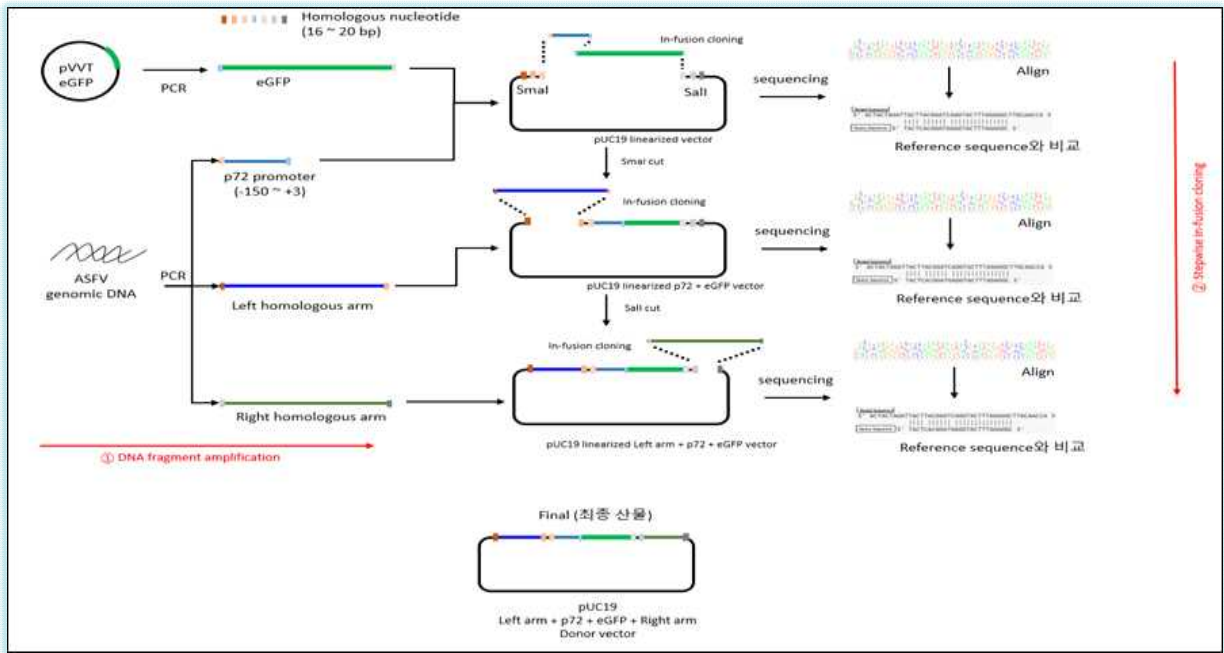 Homologous nucleotide
(16 ~ 20 bp)
pVVT
eGFP
PCR
eGFP
In-fusion cloning
SmaI
SalI
pUC19 linearized vector
sequencing
Align
Reference sequence와 비교
p72 promoter
(-150 ~ +3)
SmaI cut
In-fusion cloning
pUC19 linearized p72 + eGFP vector
sequencing
Align
Reference sequence와 비교
ASFV
genomic DNA
PCR
Left homologous arm
SalI cut
In-fusion cloning
pUC19 linearized Left arm + p72 + eGFP vector
sequencing
Align
Reference sequence와 비교
Right homologous arm
① DNA fragment amplification
② Stepwise in-fusion cloning
Final (최종 산물)
pUC19
Left arm + p72 + eGFP + Right arm
Donor vector